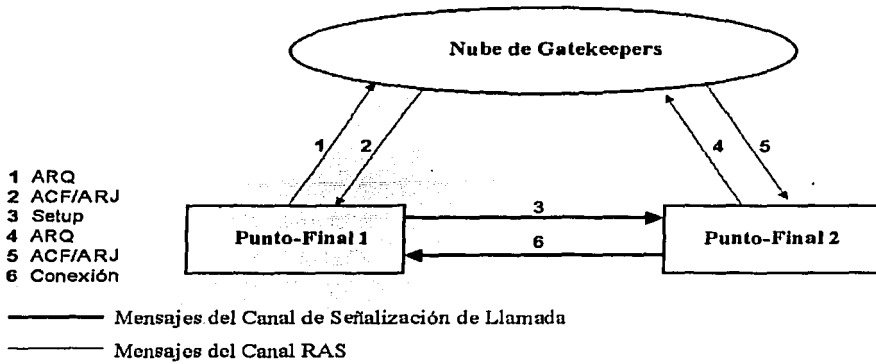 Nube de Gatekeepers
1 2 4 5
1 ARQ
2 ACF/ARJ
3 Setup
4 ARQ
5 ACF/ARJ
6 Conexión
3
Punto-Final 1 Punto-Final 2
6
Mensajes del Canal de Señalización de Llamada
Mensajes del Canal RAS